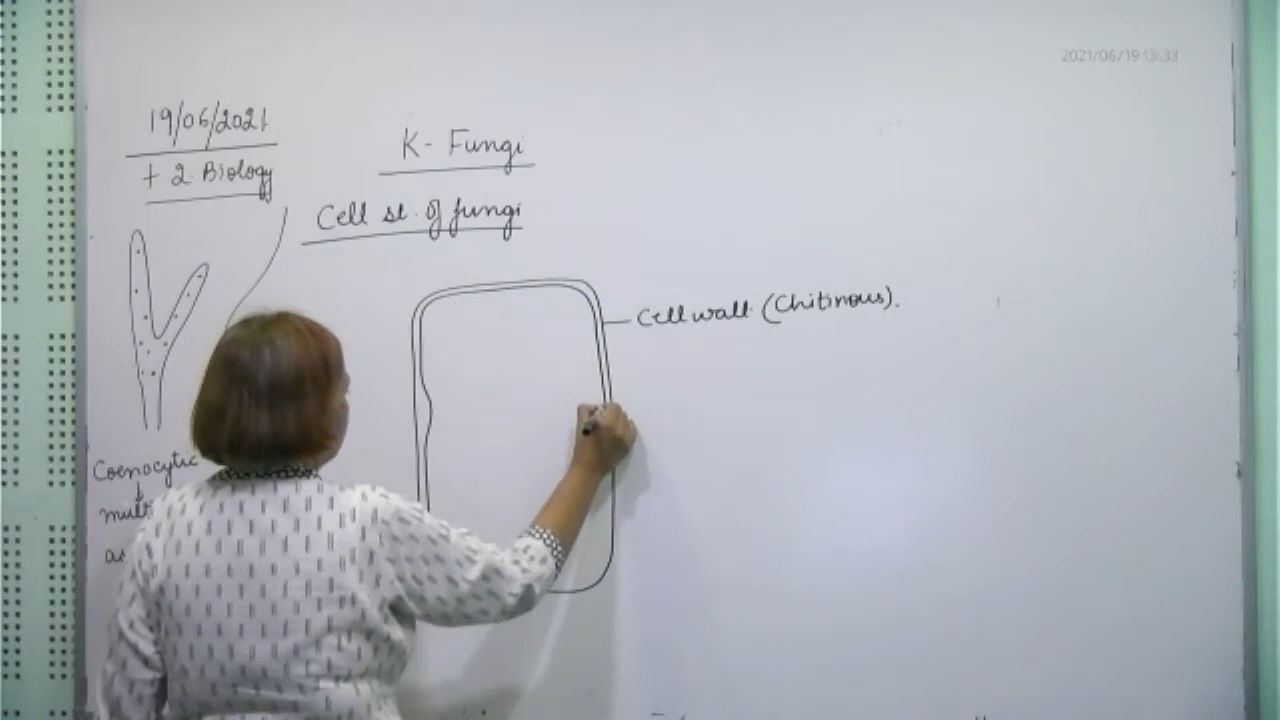 2021/06/19 13:33
19/06/2021
+ 2 Biology
K- Fungi
Cell st. of fungi
Cell wall (Chitinous).
Coenocytic